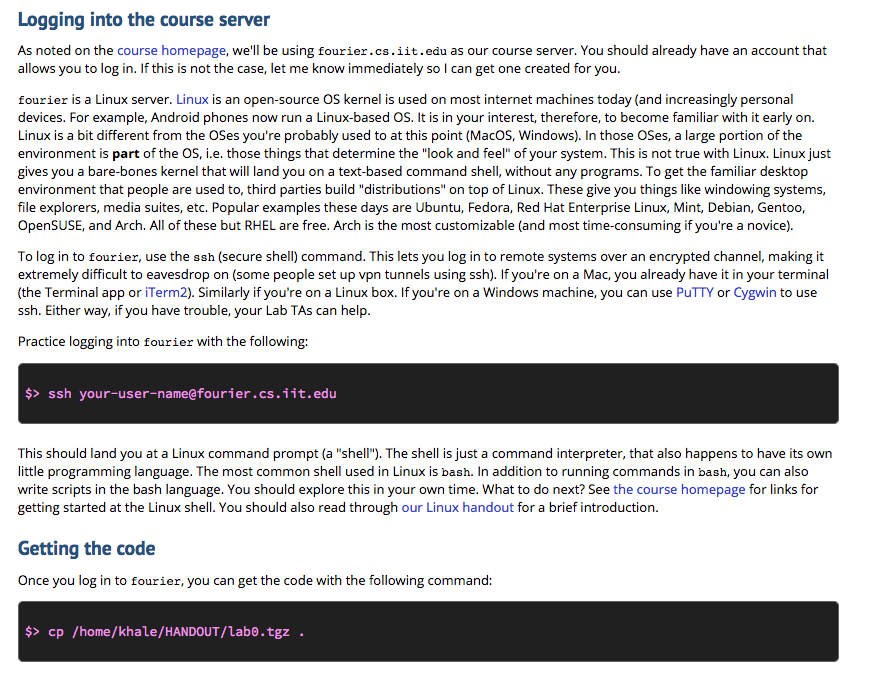 Logging into the course server
As noted on the course homepage, we'll be using fourier.cs.iit.edu as our course server. You should already have an account that
allows you to log in. If this is not the case, let me know immediately so I can get one created for you.
fourier is a Linux server. Linux is an open-source OS kernel is used on most internet machines today (and increasingly personal
devices. For example, Android phones now run a Linux-based OS. It is in your interest, therefore, to become familiar with it early on.
Linux is a bit different from the OSes you're probably used to at this point (MacOS, Windows). In those OSes, a large portion of the
environment is part of the OS, i.e. those things that determine the "look and feel" of your system. This is not true with Linux. Linux just
gives you a bare-bones kernel that will land you on a text-based command shell, without any programs. To get the familiar desktop
environment that people are used to, third parties build "distributions" on top of Linux. These give you things like windowing systems,
file explorers, media suites, etc. Popular examples these days are Ubuntu, Fedora, Red Hat Enterprise Linux, Mint, Debian, Gentoo,
OpenSUSE, and Arch. All of these but RHEL are free. Arch is the most customizable (and most time-consuming if you're a novice).
To log in to fourier, use the ssh (secure shell) command. This lets you log in to remote systems over an encrypted channel, making it
extremely difficult to eavesdrop on (some people set up vpn tunnels using ssh). If you're on a Mac, you already have it in your terminal
(the Terminal app or iTerm2). Similarly if you're on a Linux box. If you're on a Windows machine, you can use PuTTY or Cygwin to use
ssh. Either way, if you have trouble, your Lab TAs can help.
Practice logging into fourier with the following:
$> ssh your-user-name@fourier.cs.iit.edu
This should land you at a Linux command prompt (a "shell"). The shell is just a command interpreter, that also happens to have its own
little programming language. The most common shell used in Linux is bash. In addition to running commands in bash, you can also
write scripts in the bash language. You should explore this in your own time. What to do next? See the course homepage for links for
getting started at the Linux shell. You should also read through our Linux handout for a brief introduction.
Getting the code
Once you log in to fourier, you can get the code with the following command:
$> cp /home/khale/HANDOUT/lab0.tgz .